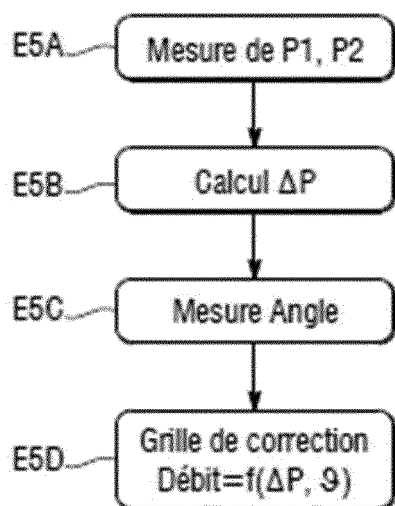 E5A
Mesure de P1, P2
E5B
Calcul ΔP
E5C
Mesure Angle
E5D
Grille de correction
Débit=f(ΔP, ϑ)